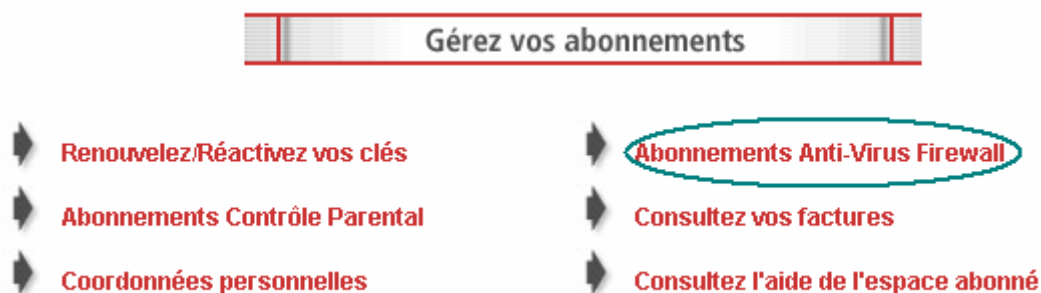 Gérez vos abonnements
Renouvelez/Réactivez vos clés
Abonnements Anti-Virus Firewall
Abonnements Contrôle Parental
Consultez vos factures
Coordonnées personnelles
Consultez l'aide de l'espace abonné